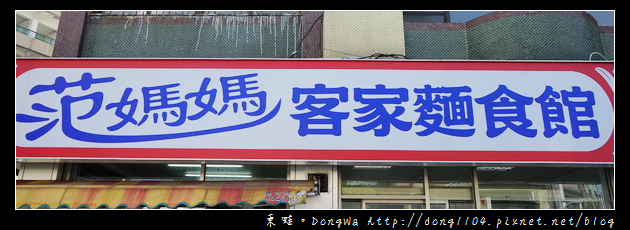 范媽媽 客家麵食館
東蛙。DongWa http://dong1104.pixnet.net/blog